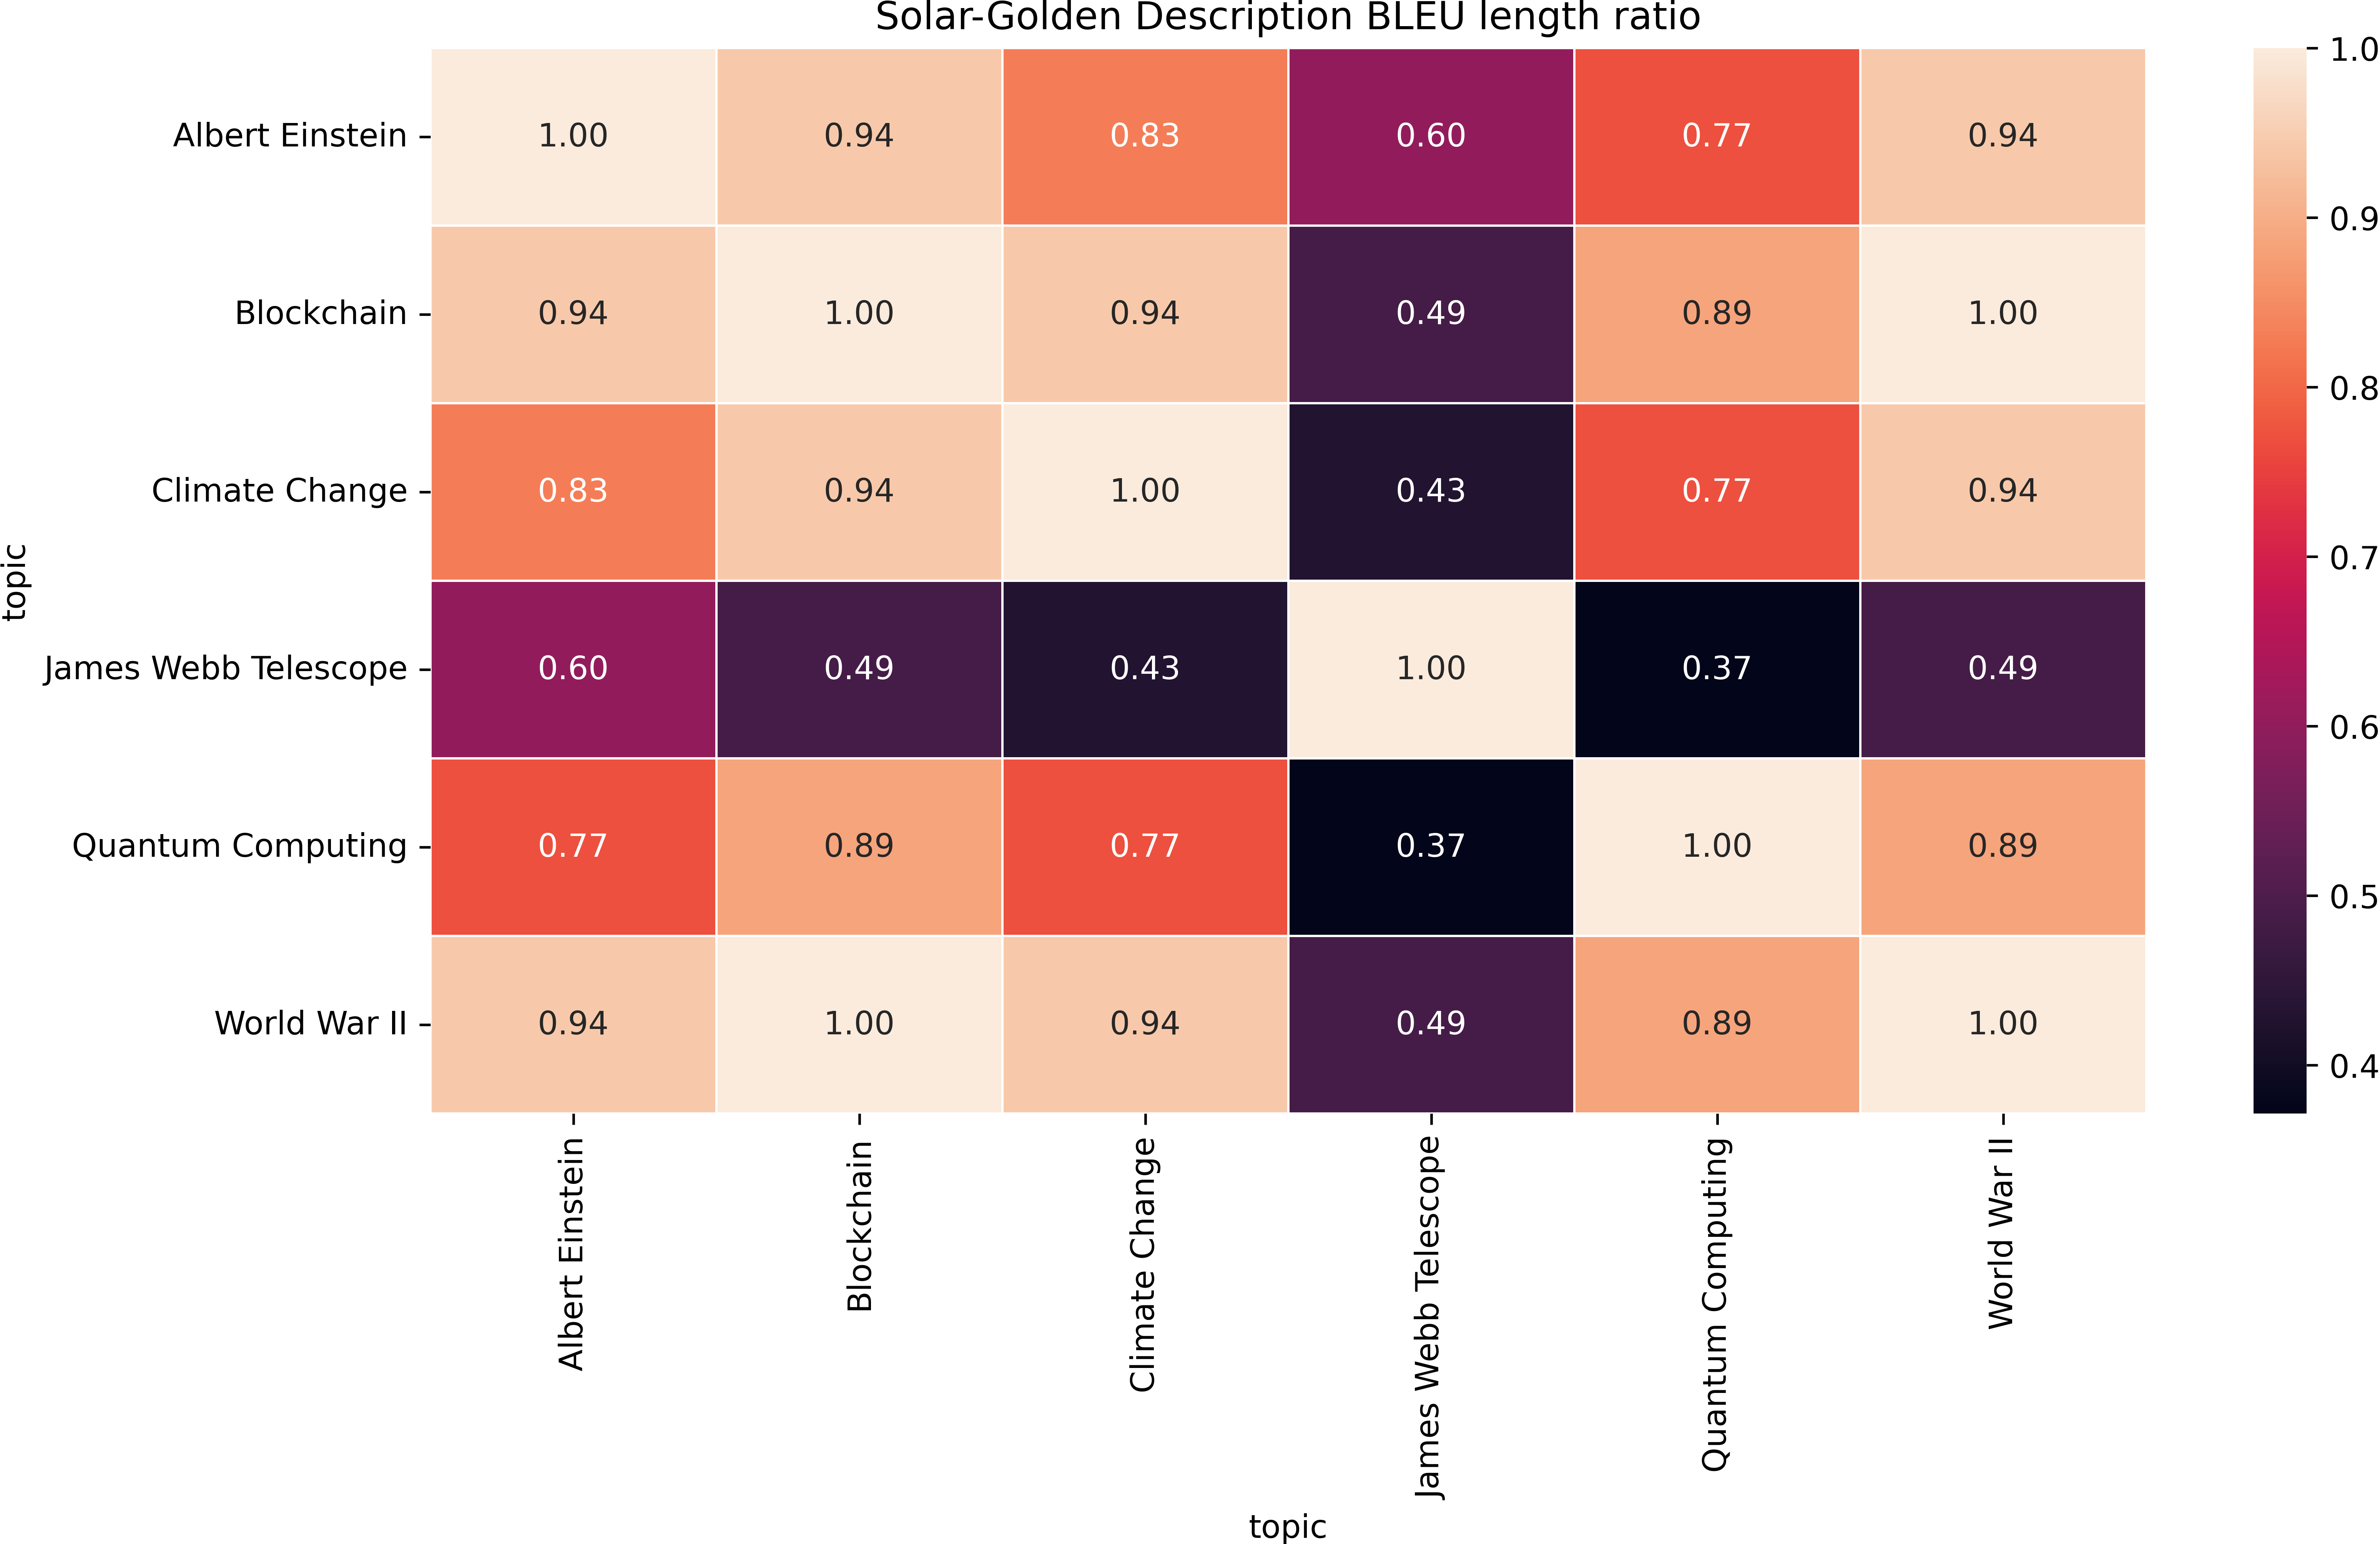 Solar-Golden Description BLEU length ratio
Albert Einstein 1.00 0.94 0.83 0.60 0.77 0.94
Blockchain 0.94 1.00 0.94 0.49 0.89 1.00
Climate Change 0.83 0.94 1.00 0.43 0.77 0.94
James Webb Telescope 0.60 0.49 0.43 1.00 0.37 0.49
Quantum Computing 0.77 0.89 0.77 0.37 1.00 0.89
World War II 0.94 1.00 0.94 0.49 0.89 1.00
topic
Albert Einstein
Blockchain
Climate Change
James Webb Telescope
Quantum Computing
World War II
topic
1.0
0.9
0.8
0.7
0.6
0.5
0.4